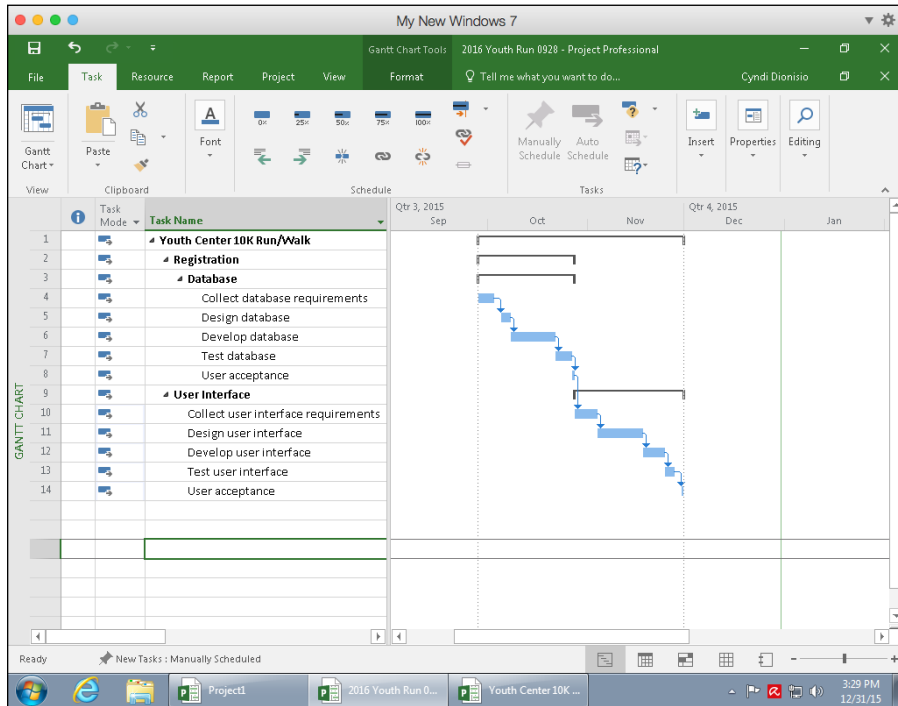 My New Windows 7
Gantt Chart Tools 2016 Youth Run 0928 - Project Professional
File Task Resource Report Project View Format Tell me what you want to do... Cyndi Dionisio
Gantt Chart
View
Paste
Clipboard
A
Font
0% 25% 50% 75% 100%
Schedule
Manually Schedule
Auto Schedule
Tasks
Insert
Properties
Editing
Task Mode
Task Name
Qtr 3, 2015 Qtr 4, 2015
Sep Oct Nov Dec Jan
GANTT CHART
1 Youth Center 10K Run/Walk
2 Registration
3 Database
4 Collect database requirements
5 Design database
6 Develop database
7 Test database
8 User acceptance
9 User Interface
10 Collect user interface requirements
11 Design user interface
12 Develop user interface
13 Test user interface
14 User acceptance
Ready New Tasks : Manually Scheduled
Project1 2016 Youth Run 0... Youth Center 10K ...
3:29 PM
12/31/15